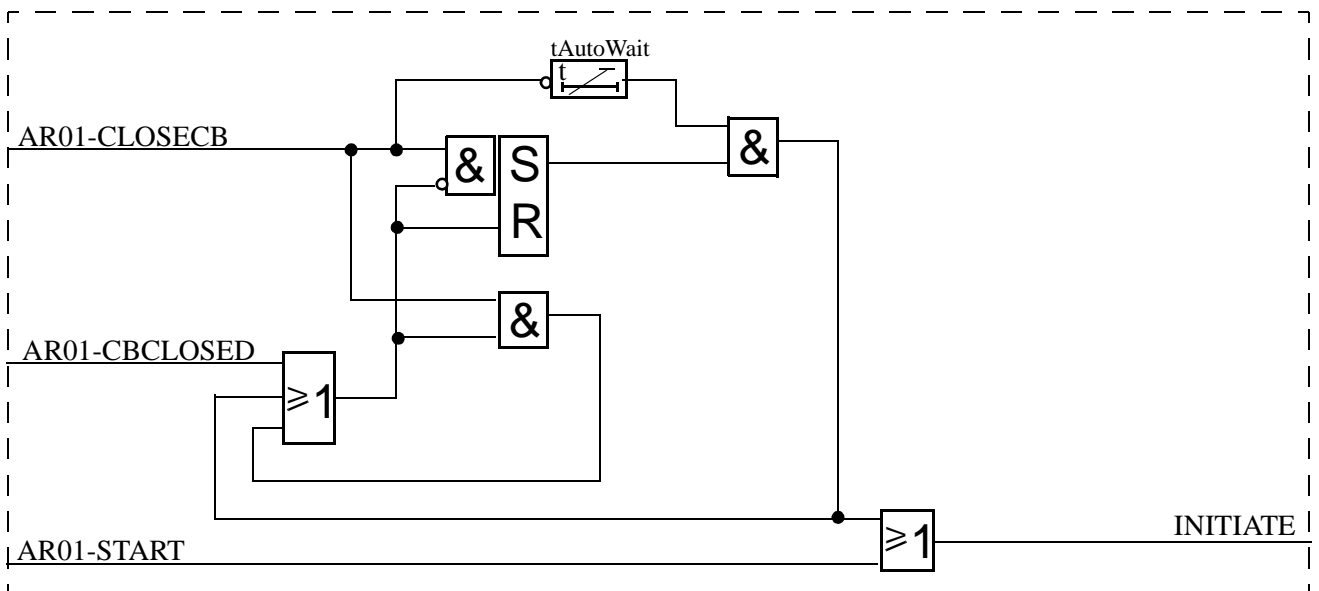 tAutoWait
t
AR01-CLOSECB
& S
&
R
&
AR01-CBCLOSED
≥1
INITIATE
AR01-START
≥1